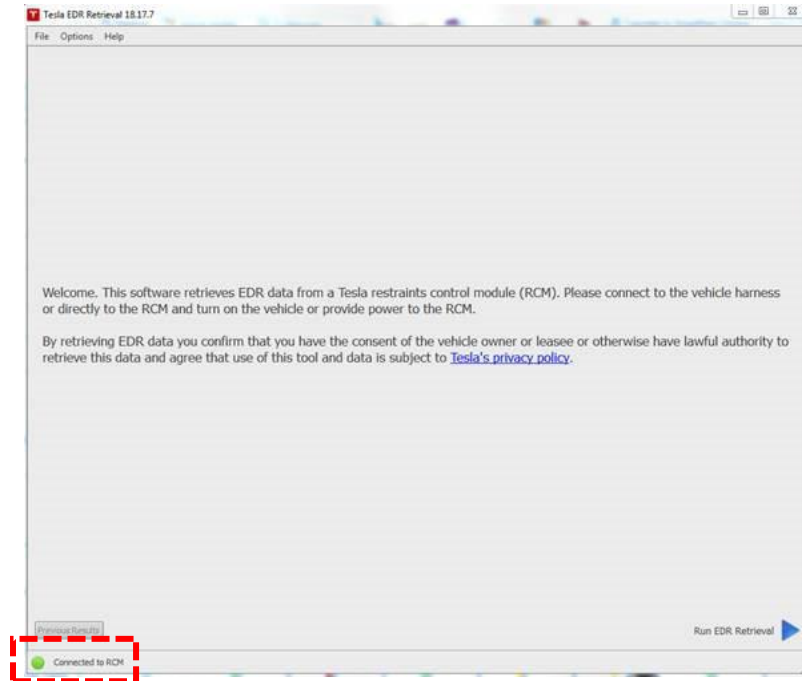 Tesla EDR Retrieval 18.17.7
File Options Help
Welcome. This software retrieves EDR data from a Tesla restraints control module (RCM). Please connect to the vehicle harness
or directly to the RCM and turn on the vehicle or provide power to the RCM.
By retrieving EDR data you confirm that you have the consent of the vehicle owner or leasee or otherwise have lawful authority to
retrieve this data and agree that use of this tool and data is subject to Tesla's privacy policy.
Previous Results
Run EDR Retrieval
Connected to RCM